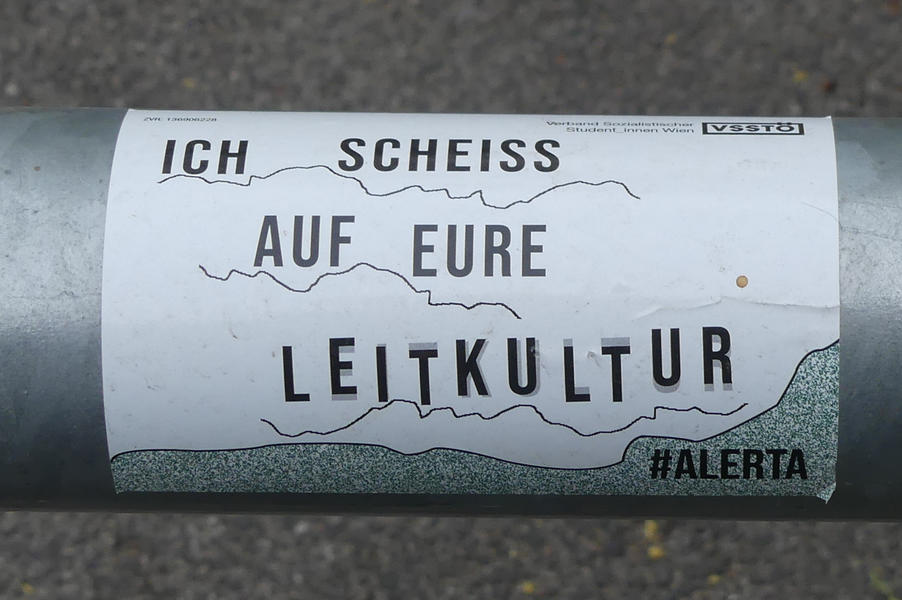 ZVR: 136906228
Verband Sozialistischer
Student_innen Wien
VSSTÖ
ICH SCHEISS
AUF EURE
LEITKULTUR
#ALERTA